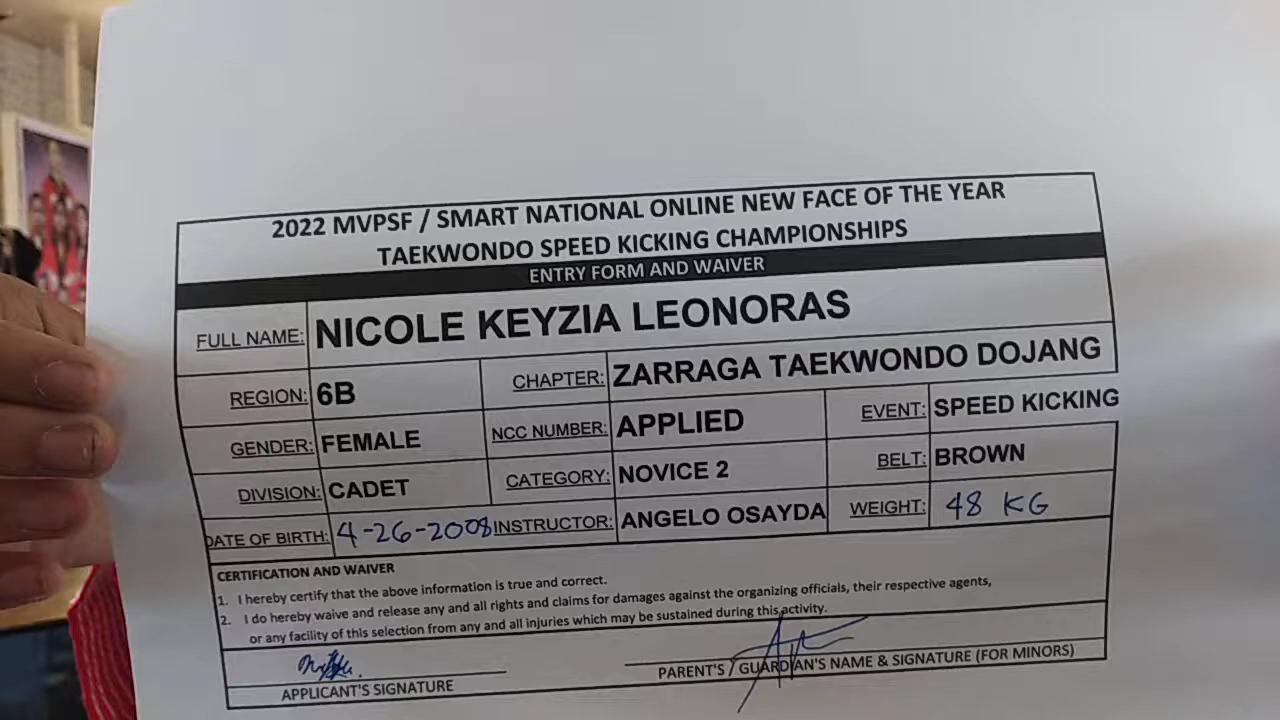 2022 MVPSF / SMART NATIONAL ONLINE NEW FACE OF THE YEAR
TAEKWONDO SPEED KICKING CHAMPIONSHIPS
ENTRY FORM AND WAIVER
FULL NAME: NICOLE KEYZIA LEONORAS
REGION: 6B CHAPTER: ZARRAGA TAEKWONDO DOJANG
GENDER: FEMALE NCC NUMBER: APPLIED EVENT: SPEED KICKING
DIVISION: CADET CATEGORY: NOVICE 2 BELT: BROWN
DATE OF BIRTH: 4-26-2008 INSTRUCTOR: ANGELO OSAYDA WEIGHT: 48 KG
CERTIFICATION AND WAIVER
1. I hereby certify that the above information is true and correct.
2. I do hereby waive and release any and all rights and claims for damages against the organizing officials, their respective agents,
or any facility of this selection from any and all injuries which may be sustained during this activity.
APPLICANT'S SIGNATURE PARENT'S / GUARDIAN'S NAME & SIGNATURE (FOR MINORS)